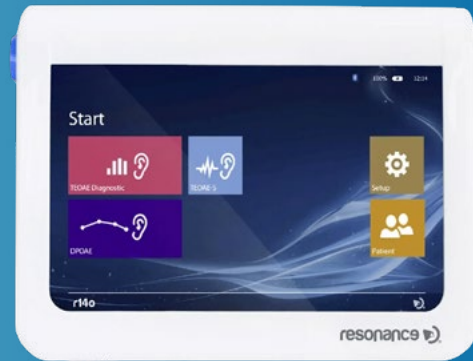 100% 12:14
Start
TEOAE Diagnostic
TEOAE S
Setup
DPOAE
Patient
r14o
resonance